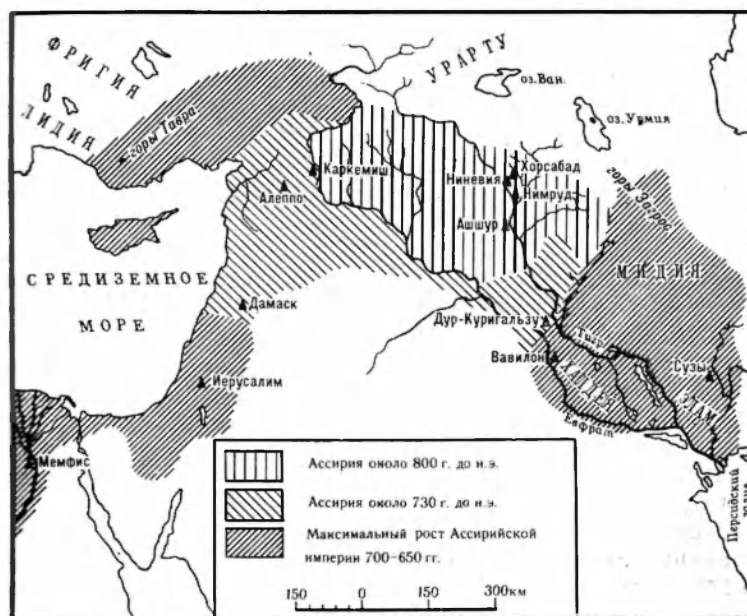 ФРИГИЯ
ЛИДИЯ
горы Тавра
УРАРТУ
оз.Ван.
оз.Урмия
Каркемиш
Алеппо
Хорсабад
Ниневия
Нимруд
Ашшур
горы Загрос
МИДИЯ
СРЕДИЗЕМНОЕ
МОРЕ
Дамаск
Дур-Куригальзу
Тигр
Вавилон
ХАЛДЕЯ
Сузы
ЭЛАМ
Иерусалим
Евфрат
Мемфис
Персидский
залив
Ассирия около 800 г. до н.э.
Ассирия около 730 г. до н.э.
Максимальный рост Ассирийской
империи 700-650 гг.
150 0 150 300км